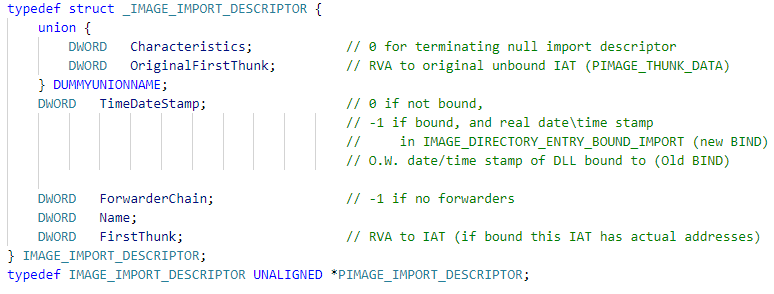 typedef struct _IMAGE_IMPORT_DESCRIPTOR {
    union {
        DWORD   Characteristics;            // 0 for terminating null import descriptor
        DWORD   OriginalFirstThunk;         // RVA to original unbound IAT (PIMAGE_THUNK_DATA)
    } DUMMYUNIONNAME;
    DWORD   TimeDateStamp;                  // 0 if not bound,
                                            // -1 if bound, and real date\time stamp
                                            //     in IMAGE_DIRECTORY_ENTRY_BOUND_IMPORT (new BIND)
                                            // O.W. date/time stamp of DLL bound to (Old BIND)

    DWORD   ForwarderChain;                 // -1 if no forwarders
    DWORD   Name;
    DWORD   FirstThunk;                     // RVA to IAT (if bound this IAT has actual addresses)
} IMAGE_IMPORT_DESCRIPTOR;
typedef IMAGE_IMPORT_DESCRIPTOR UNALIGNED *PIMAGE_IMPORT_DESCRIPTOR;